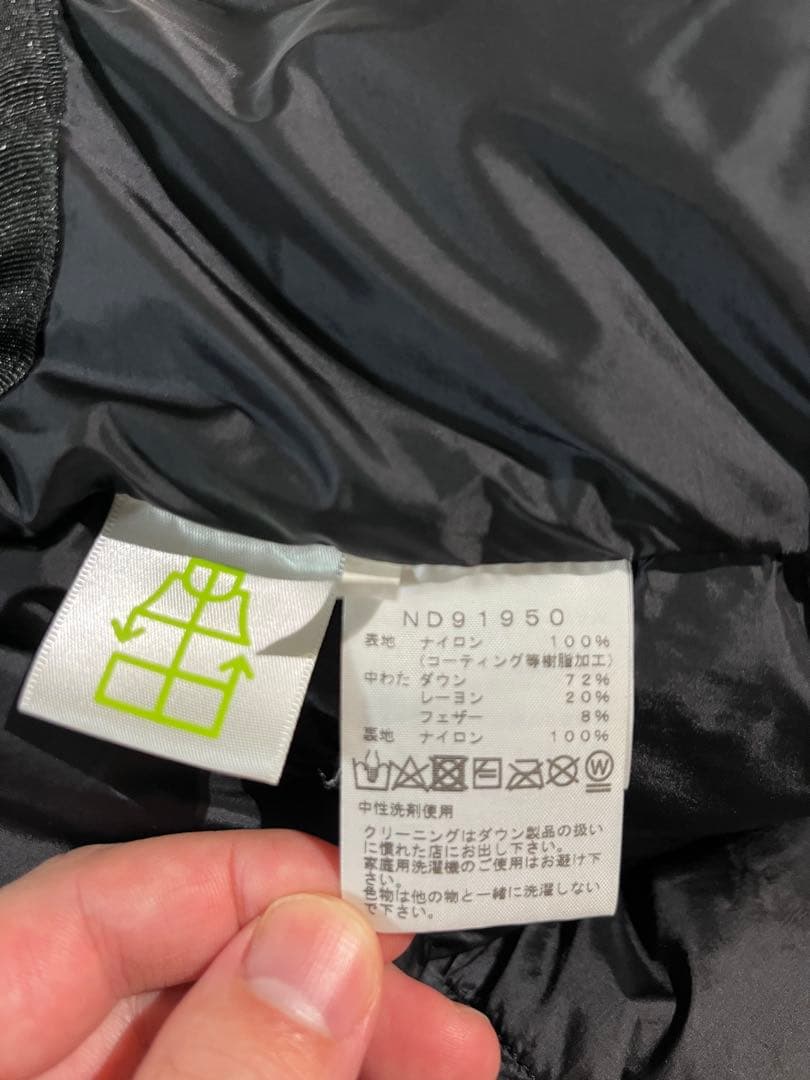 ND91950
表地 ナイロン 100%
(コーティング等樹脂加工)
中わた ダウン 72%
レーヨン 20%
フェザー 8%
裏地 ナイロン 100%
W
中性洗剤使用
クリーニングはダウン製品の扱い
に慣れた店にお出し下さい。
家庭用洗濯機のご使用はお避け下
さい。
色物は他の物と一緒に洗濯しない
で下さい。